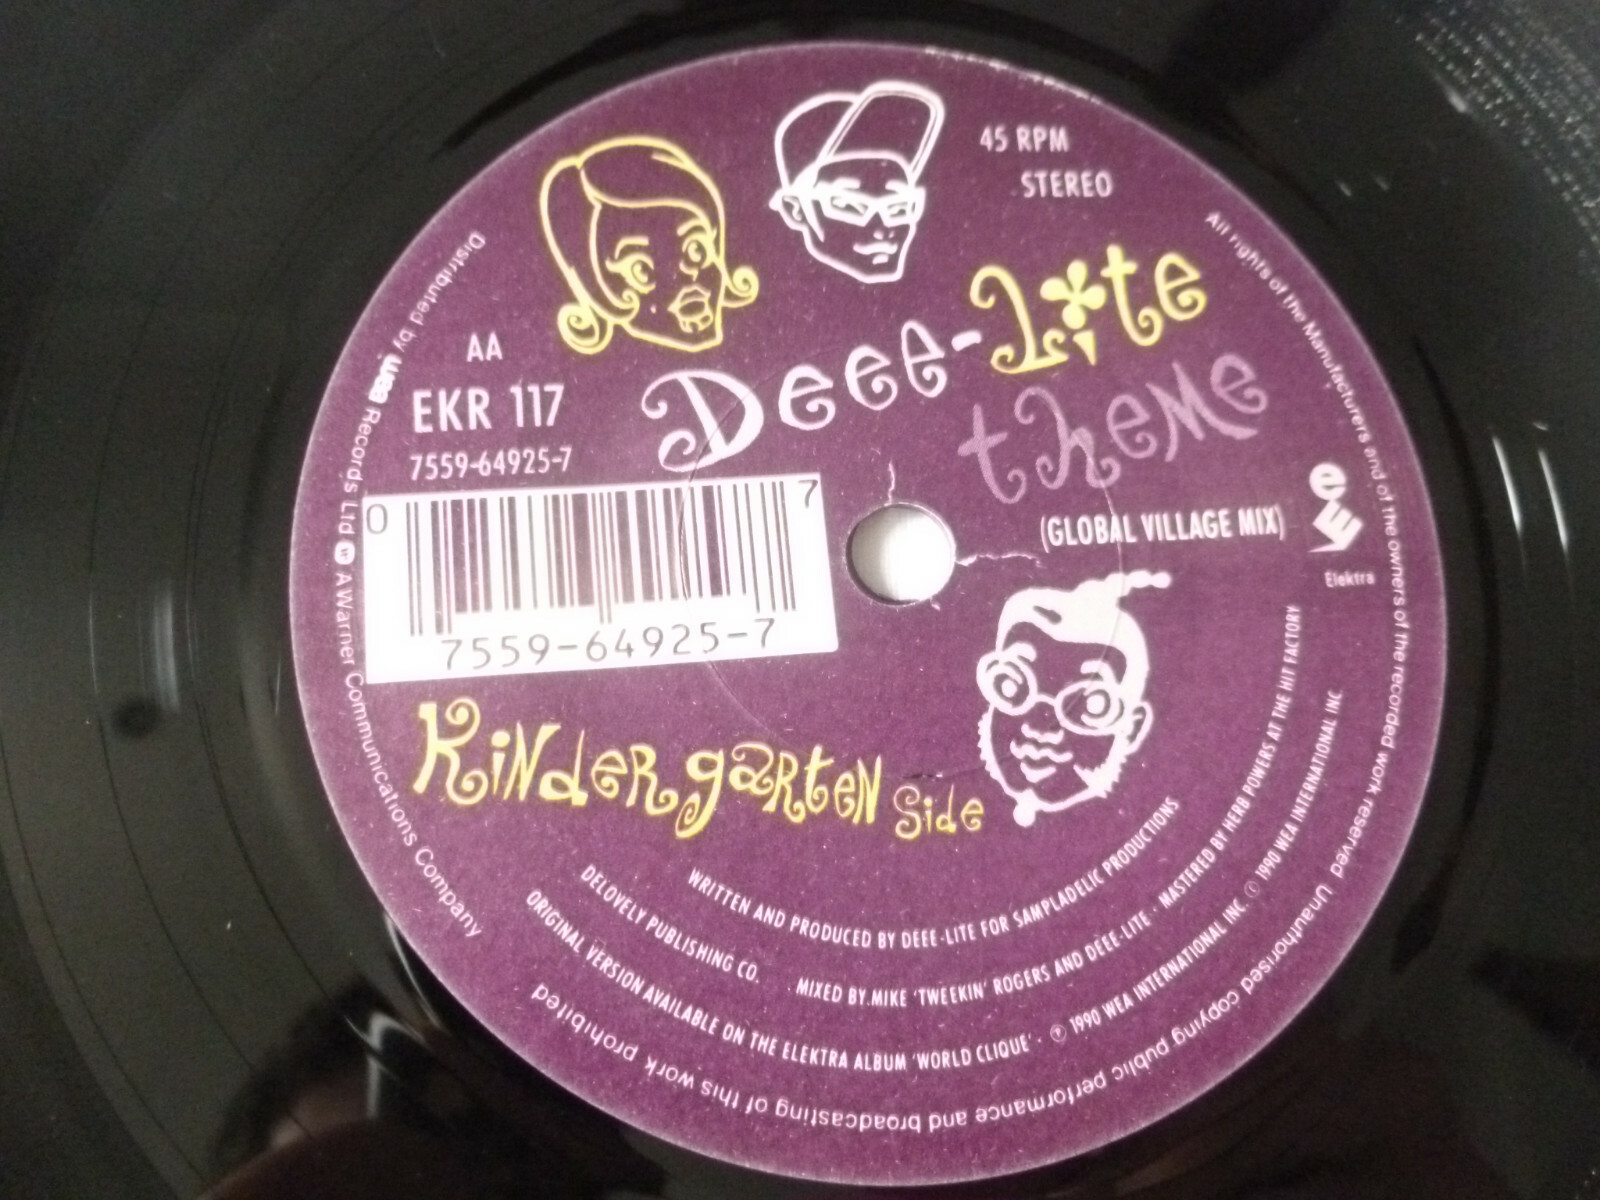 45 RPM
STEREO
AA
EKR 117
7559-64925-7
Deee-Lite
theme
(GLOBAL VILLAGE MIX)
e
Elektra
0
7
7559-64925-7
Kindergarten Side
WRITTEN AND PRODUCED BY DEEE-LITE FOR SAMPLADELIC PRODUCTIONS
DELOVELY PUBLISHING CO. MIXED BY MIKE 'TWEEKIN' ROGERS AND DEEE-LITE · MASTERED BY HERB POWERS AT THE HIT FACTORY
ORIGINAL VERSION AVAILABLE ON THE ELEKTRA ALBUM 'WORLD CLIQUE' · ℗ 1990 WEA INTERNATIONAL INC. © 1990 WEA INTERNATIONAL INC.
Distributed by wea Records Ltd. A Warner Communications Company
All rights of the Manufacturers and of the owners of the recorded work reserved Unauthorised copying public performance and broadcasting of this work prohibited